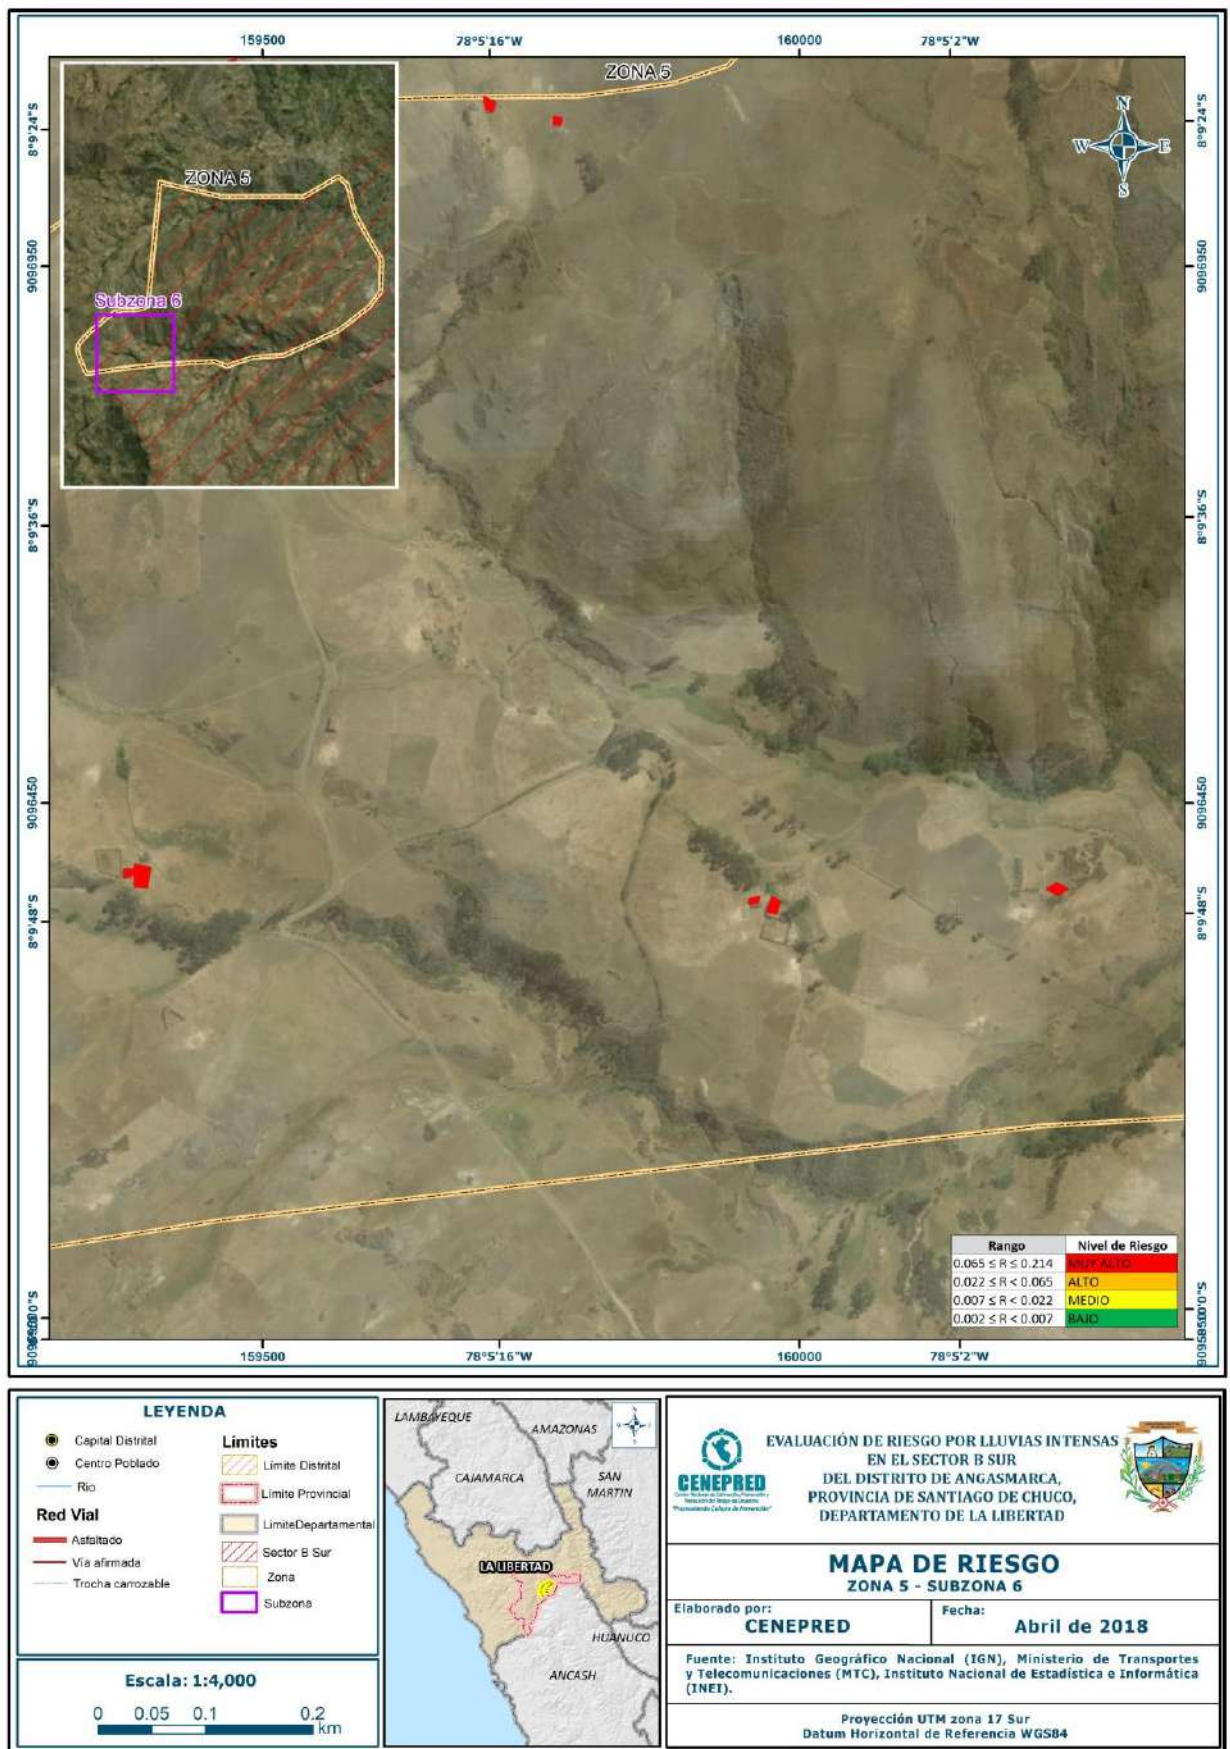 159500
78°5'16"W
160000
78°5'2"W
8°9'24"S
9096950
8°9'36"S
9096450
8°9'48"S
ZONA 5
ZONA 5
Subzona 6
N
W
E
S
8°9'24"S
9096950
8°9'36"S
9096450
8°9'48"S
Rango Nivel de Riesgo
0.065 ≤ R ≤ 0.214 MUY ALTO
0.022 ≤ R < 0.065 ALTO
0.007 ≤ R < 0.022 MEDIO
0.002 ≤ R < 0.007 BAJO
159500
78°5'16"W
160000
78°5'2"W
LEYENDA
Capital Distrital
Centro Poblado
Rio
Red Vial
Asfaltado
Vía afirmada
Trocha carrozable
Límites
Límite Distrital
Límite Provincial
LimiteDepartamental
Sector B Sur
Zona
Subzona
Escala: 1:4,000
0 0.05 0.1 0.2
km
LAMBAYEQUE
AMAZONAS
CAJAMARCA
SAN
MARTIN
LA LIBERTAD
HUANUCO
ANCASH
CENEPRED
EVALUACIÓN DE RIESGO POR LLUVIAS INTENSAS
EN EL SECTOR B SUR
DEL DISTRITO DE ANGASMARCA,
PROVINCIA DE SANTIAGO DE CHUCO,
DEPARTAMENTO DE LA LIBERTAD
MAPA DE RIESGO
ZONA 5 - SUBZONA 6
Elaborado por:
CENEPRED
Fecha:
Abril de 2018
Fuente: Instituto Geográfico Nacional (IGN), Ministerio de Transportes
y Telecomunicaciones (MTC), Instituto Nacional de Estadística e Informática
(INEI).
Proyección UTM zona 17 Sur
Datum Horizontal de Referencia WGS84